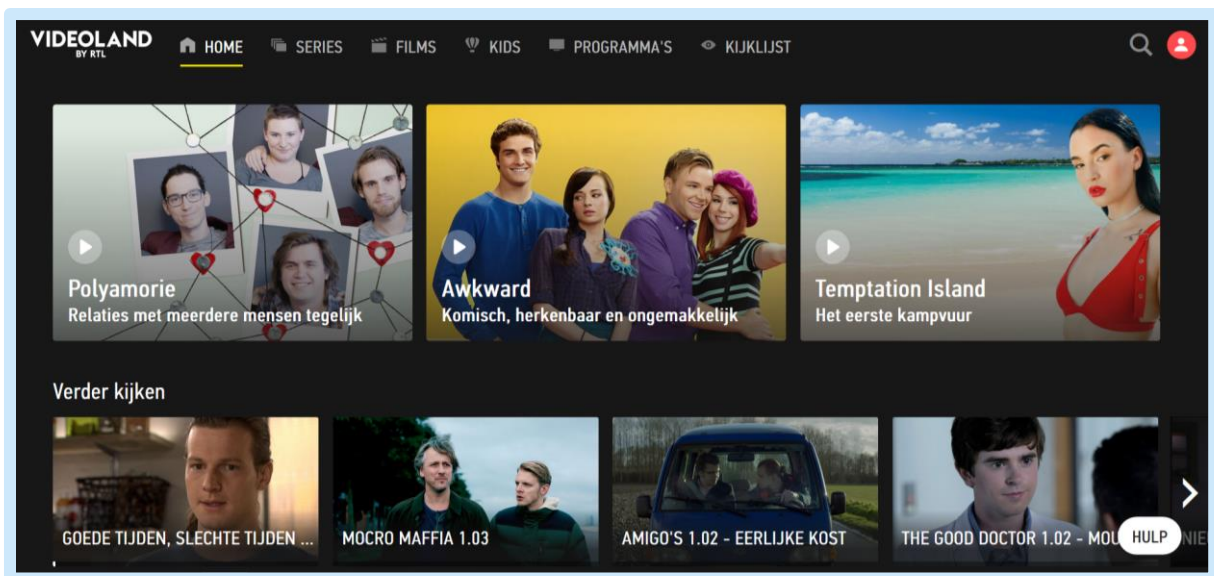 VIDEOLAND
BY RTL
HOME
SERIES
FILMS
KIDS
PROGRAMMA'S
KIJKLIJST
Polyamorie
Relaties met meerdere mensen tegelijk
Awkward
Komisch, herkenbaar en ongemakkelijk
Temptation Island
Het eerste kampvuur
Verder kijken
GOEDE TIJDEN, SLECHTE TIJDEN ...
MOCRO MAFFIA 1.03
AMIGO'S 1.02 - EERLIJKE KOST
THE GOOD DOCTOR 1.02 - MOU
HULP
NIE